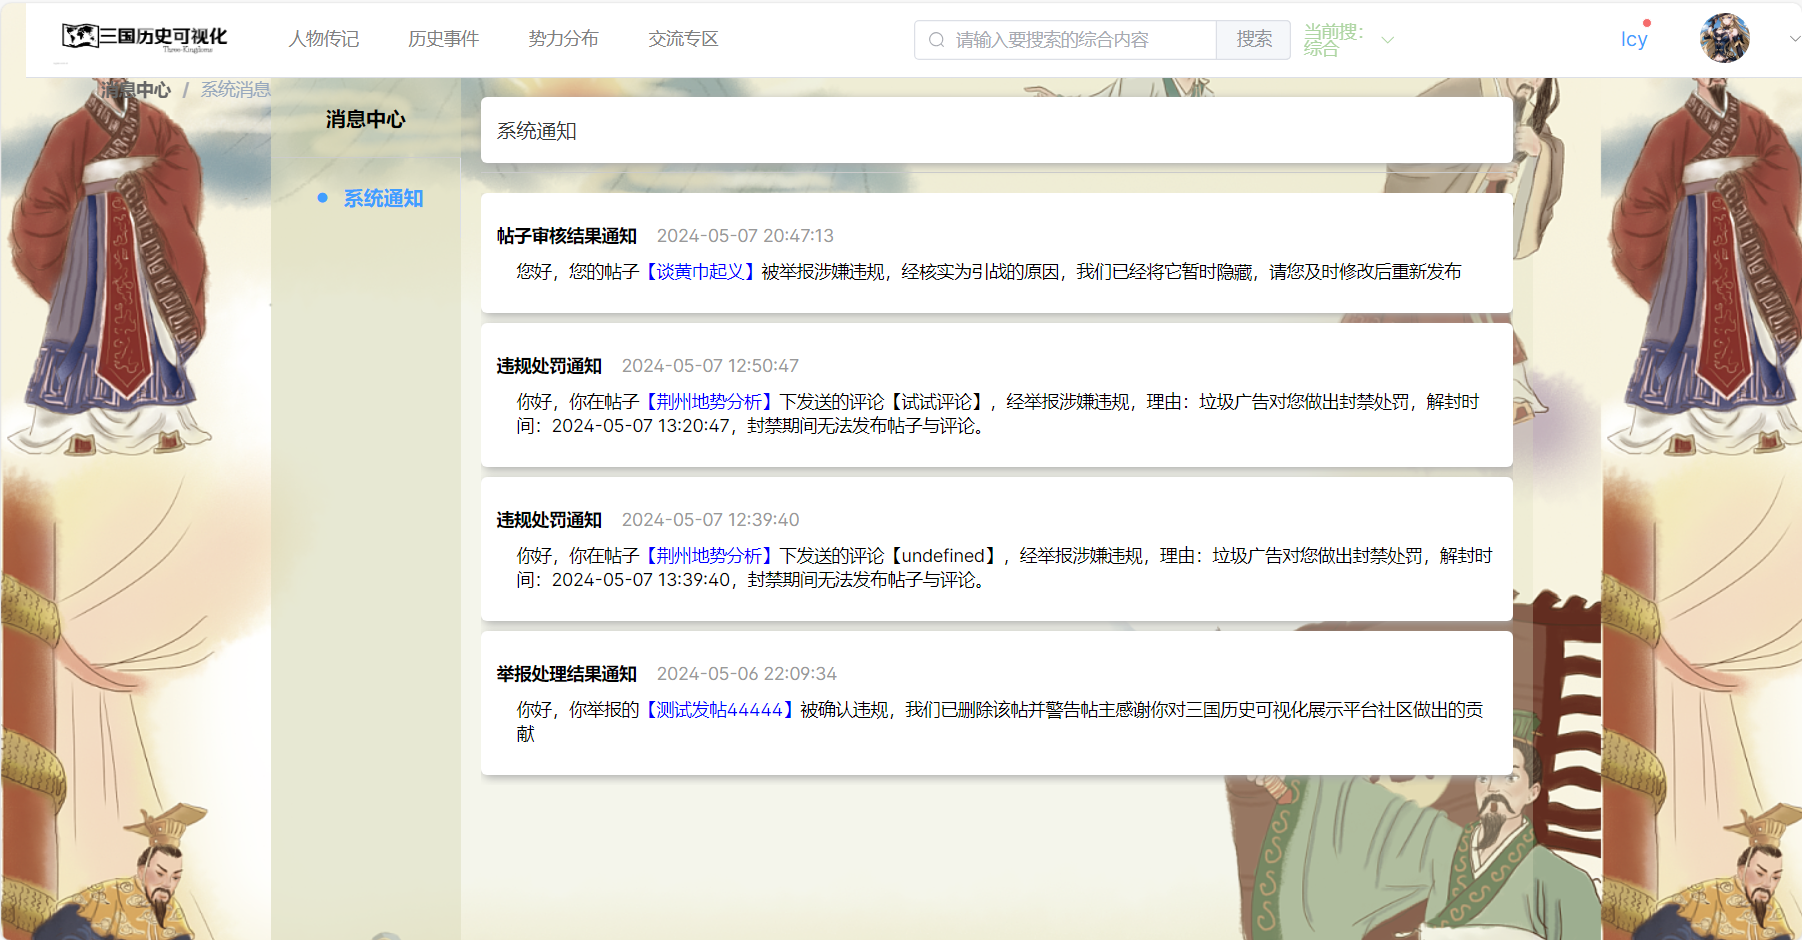 三国历史可视化
Three-Kingdoms
人物传记
历史事件
势力分布
交流专区
请输入要搜索的综合内容
搜索
当前搜：
综合
Icy
消息中心 / 系统消息
消息中心
系统通知
系统通知
帖子审核结果通知 2024-05-07 20:47:13
您好，您的帖子【谈黄巾起义】被举报涉嫌违规，经核实为引战的原因，我们已经将它暂时隐藏，请您及时修改后重新发布
违规处罚通知 2024-05-07 12:50:47
你好，你在帖子【荆州地势分析】下发送的评论【试试评论】，经举报涉嫌违规，理由：垃圾广告对您做出封禁处罚，解封时
间：2024-05-07 13:20:47，封禁期间无法发布帖子与评论。
违规处罚通知 2024-05-07 12:39:40
你好，你在帖子【荆州地势分析】下发送的评论【undefined】，经举报涉嫌违规，理由：垃圾广告对您做出封禁处罚，解封时
间：2024-05-07 13:39:40，封禁期间无法发布帖子与评论。
举报处理结果通知 2024-05-06 22:09:34
你好，你举报的【测试发帖44444】被确认违规，我们已删除该帖并警告帖主感谢你对三国历史可视化展示平台社区做出的贡
献